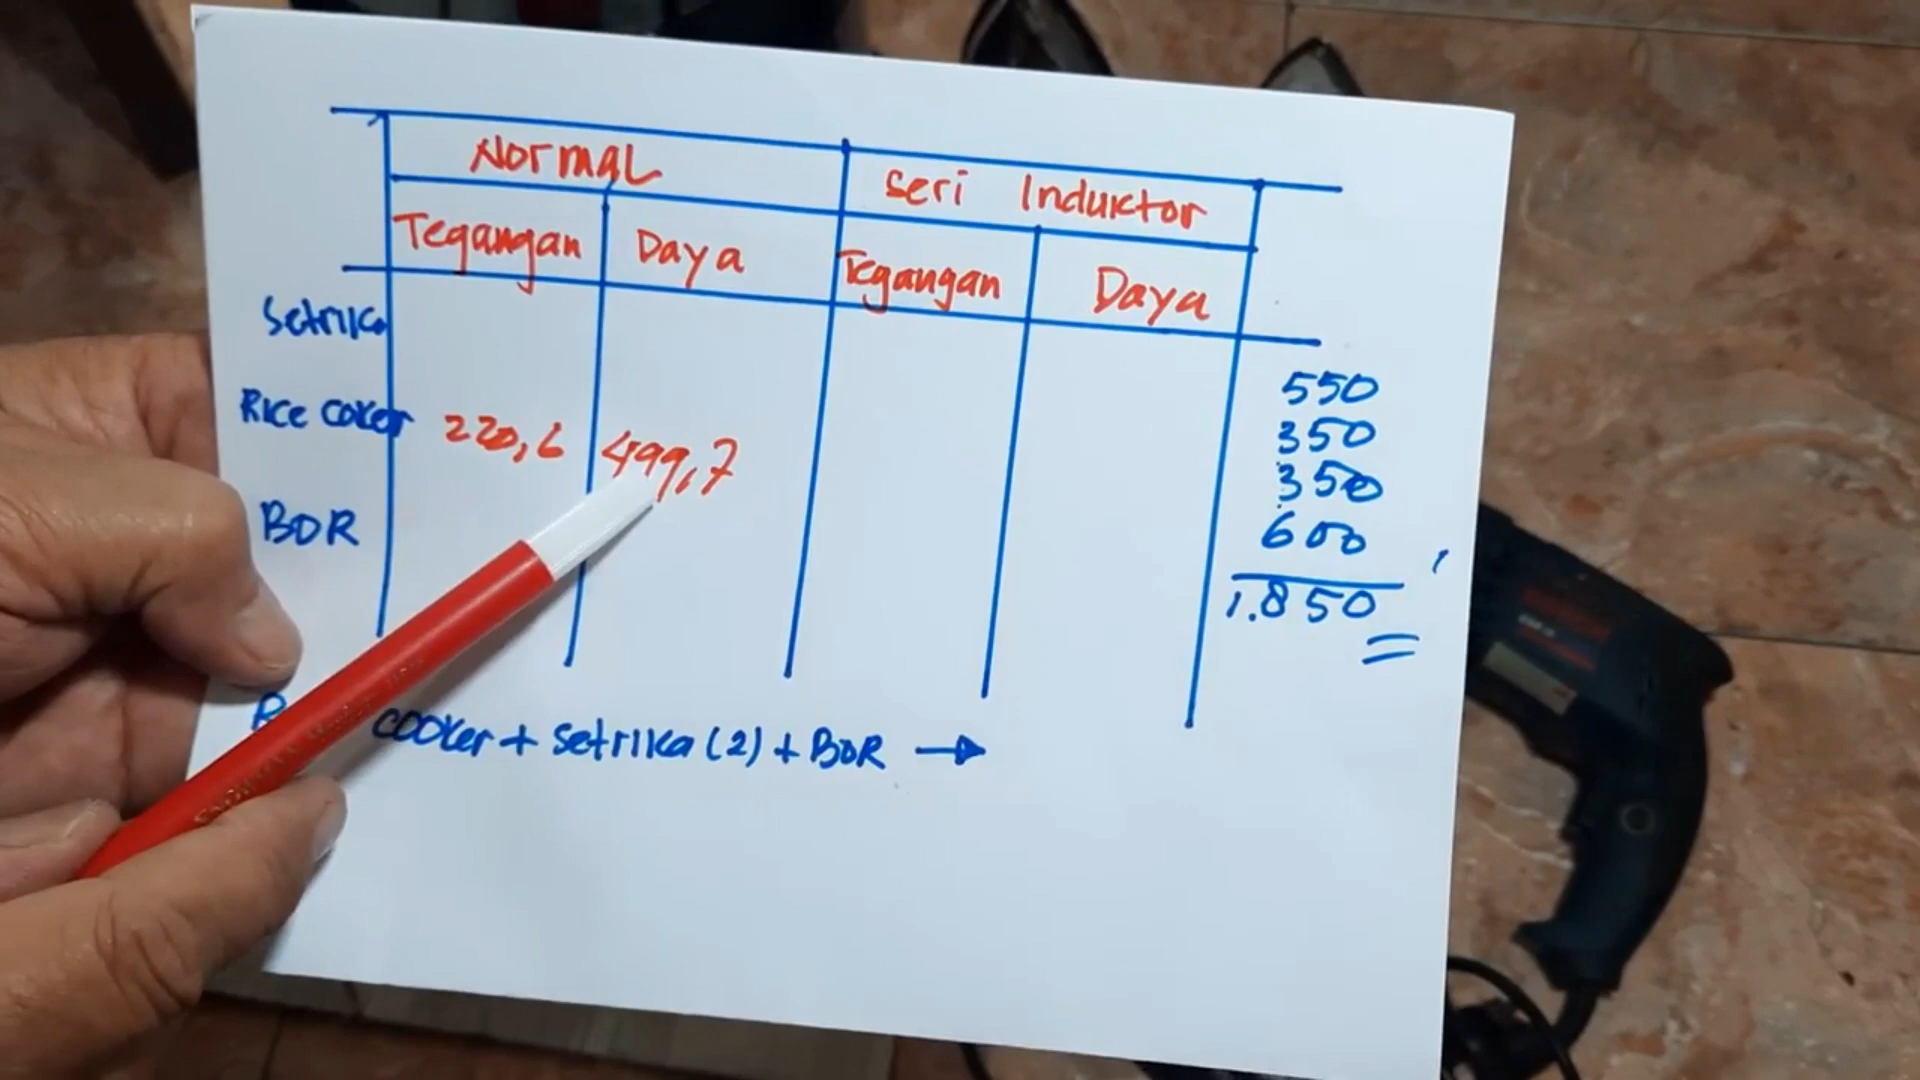 Normal
Seri Induktor
Tegangan Daya Tegangan Daya
Setrika
550
Rice Coker 220,6 499,7
350
350
BOR
600
1.850
Cooker + Setrika (2) + BOR →